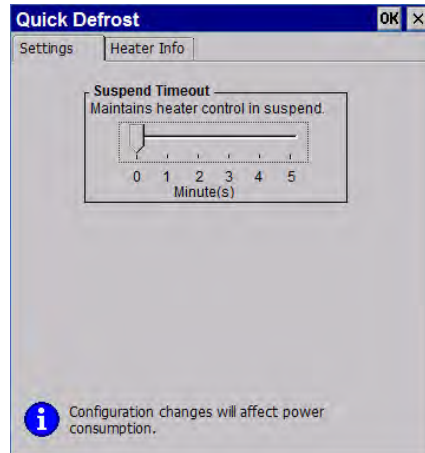 Quick Defrost OK ×
Settings Heater Info
Suspend Timeout
Maintains heater control in suspend.
0 1 2 3 4 5
Minute(s)
i Configuration changes will affect power
consumption.